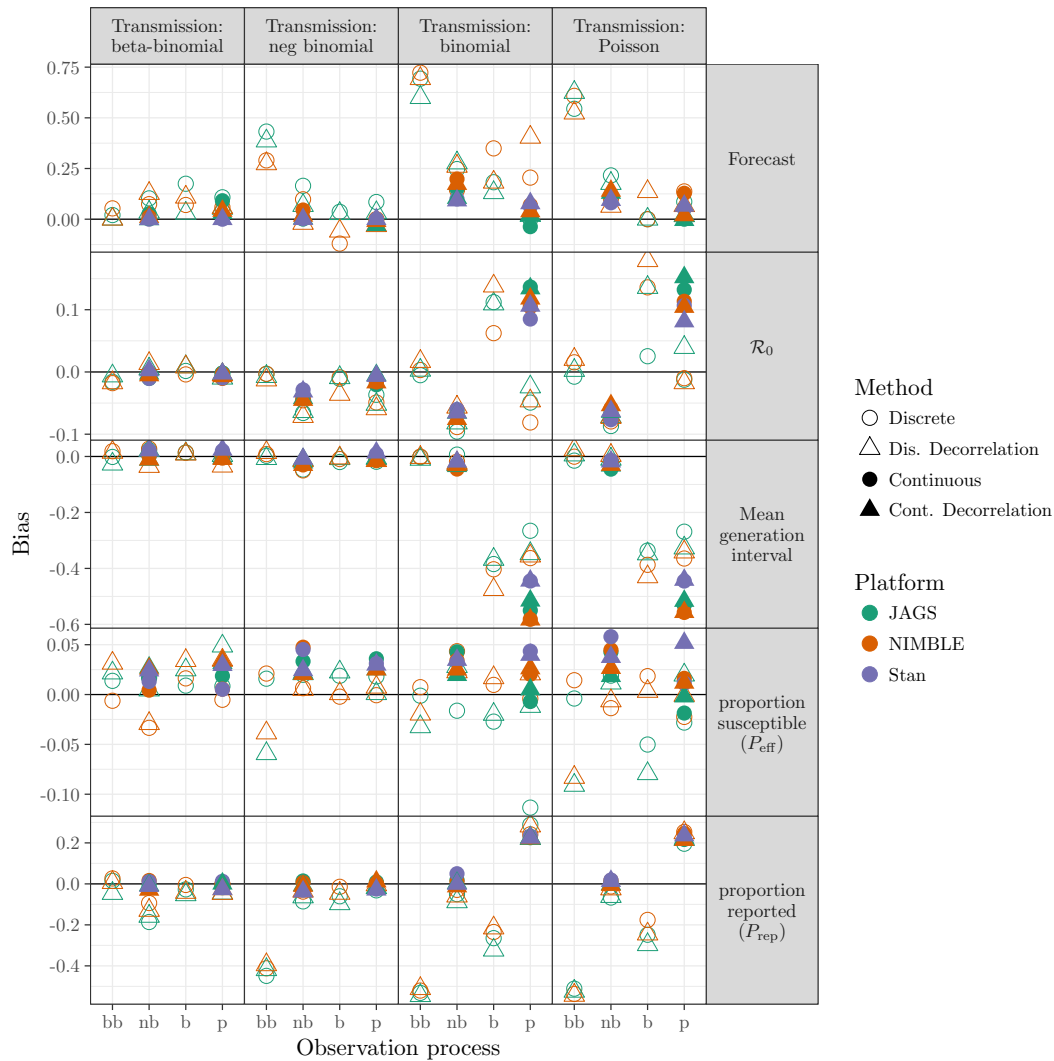 Transmission: beta-binomial
Transmission: neg binomial
Transmission: binomial
Transmission: Poisson
0.75
0.50
0.25
0.00
Forecast
0.1
0.0
-0.1
R₀
0.0
-0.2
-0.4
-0.6
Mean
generation
interval
0.05
0.00
-0.05
-0.10
proportion
susceptible
(P_eff)
0.2
0.0
-0.2
-0.4
proportion
reported
(P_rep)
bb nb b p bb nb b p bb nb b p bb nb b p
Observation process
Bias
Method
Discrete
Dis. Decorrelation
Continuous
Cont. Decorrelation
Platform
JAGS
NIMBLE
Stan